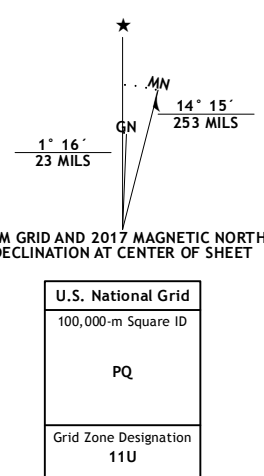 ★
MN
GN
14° 15´
253 MILS
1° 16´
23 MILS
M GRID AND 2017 MAGNETIC NORTH
DECLINATION AT CENTER OF SHEET
U.S. National Grid
100,000-m Square ID
PQ
Grid Zone Designation
11U